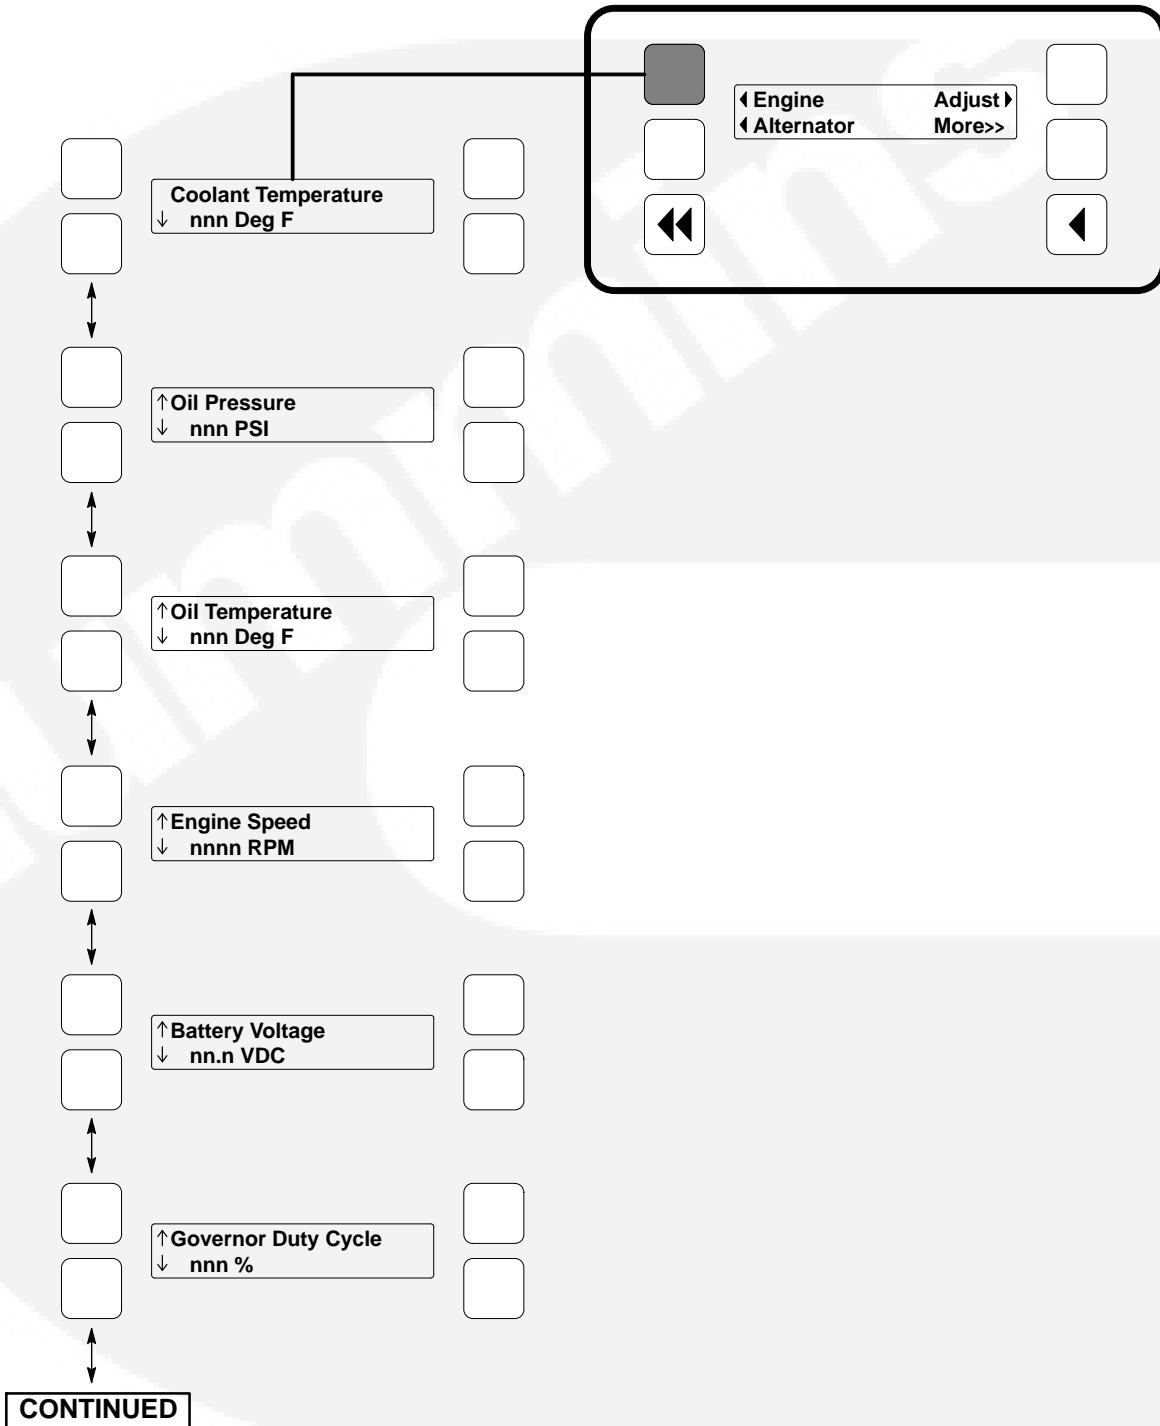 ◀ Engine Adjust ▶
◀ Alternator More>>
Coolant Temperature
↓ nnn Deg F
↑ Oil Pressure
↓ nnn PSI
↑ Oil Temperature
↓ nnn Deg F
↑ Engine Speed
↓ nnnn RPM
↑ Battery Voltage
↓ nn.n VDC
↑ Governor Duty Cycle
↓ nnn %
CONTINUED
ummins